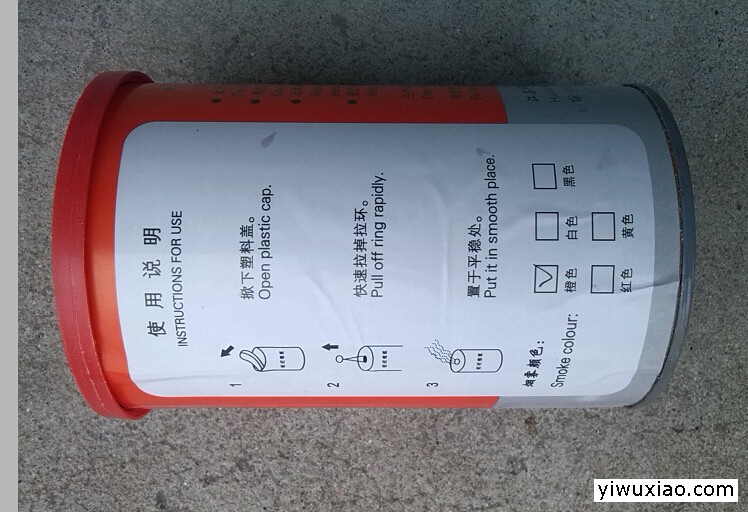 使用说明
INSTRUCTIONS FOR USE
1
掀下塑料盖。
Open plastic cap.
2
快速拉掉拉环。
Pull off ring rapidly.
3
置于平稳处。
Put it in smooth place.
烟雾颜色:
Smoke colour:
橙色
白色
黑色
红色
黄色
yiwuxiao.com